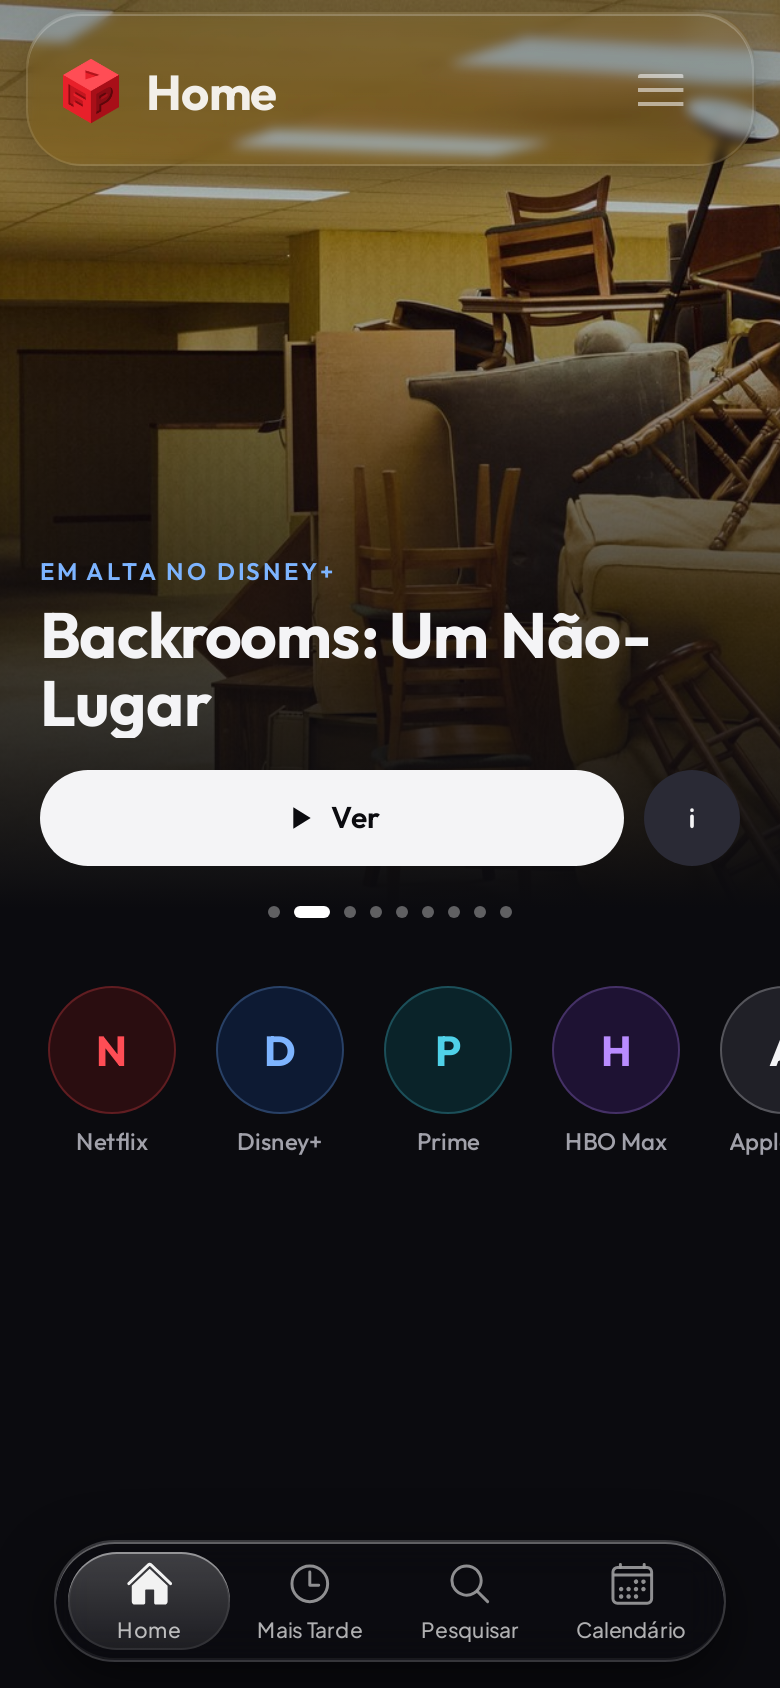 Home
EM ALTA NO DISNEY+
Backrooms: Um Não-
Lugar
Ver
i
N
D
P
H
Netflix
Disney+
Prime
HBO Max
Appl
Home
Mais Tarde
Pesquisar
Calendário